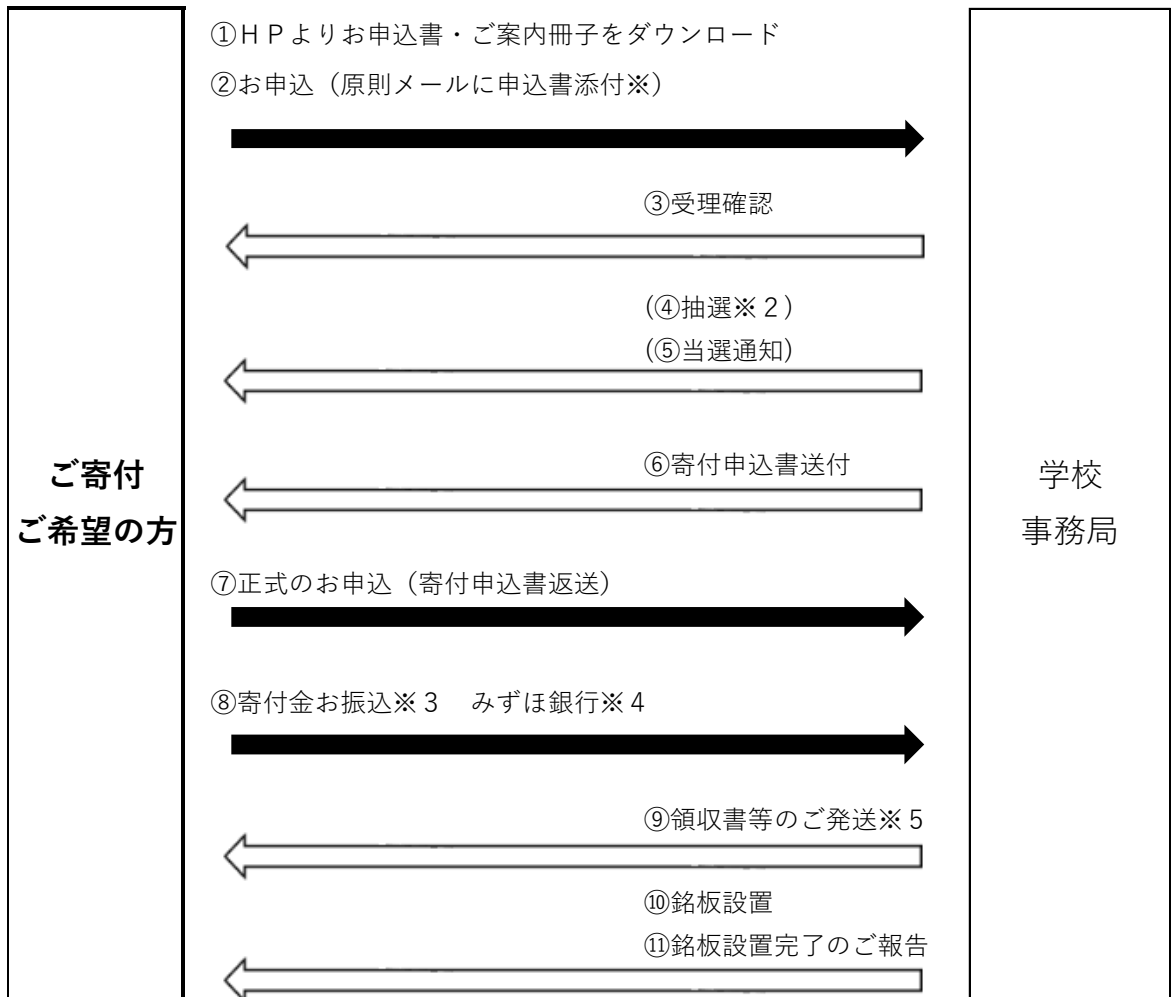 ①ＨＰよりお申込書・ご案内冊子をダウンロード
②お申込（原則メールに申込書添付※）
③受理確認
(④抽選※２)
(⑤当選通知)
⑥寄付申込書送付
ご寄付
ご希望の方
学校
事務局
⑦正式のお申込（寄付申込書返送）
⑧寄付金お振込※３　みずほ銀行※４
⑨領収書等のご発送※５
⑩銘板設置
⑪銘板設置完了のご報告